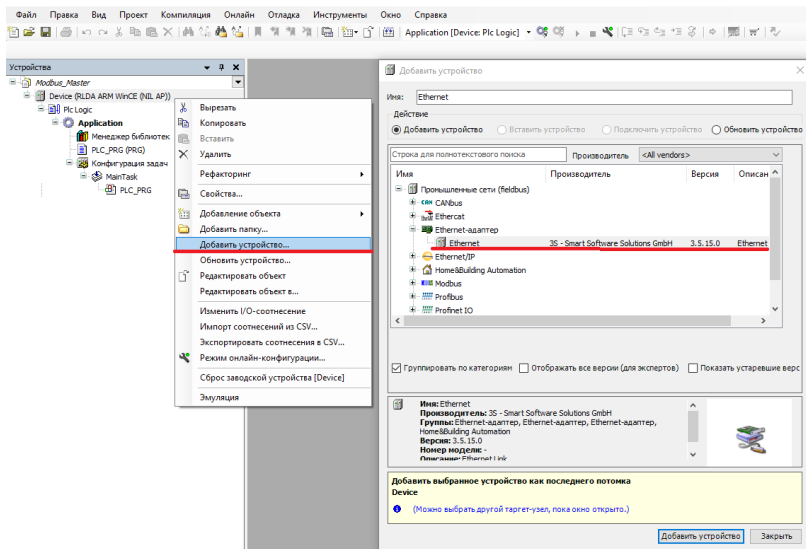 Файл Правка Вид Проект Компиляция Онлайн Отладка Инструменты Окно Справка
Application [Device: Plc Logic]
Устройства
Modbus_Master
Device (RLDA ARM WinCE (NIL AP))
Plc Logic
Application
Менеджер библиотек
PLC_PRG (PRG)
Конфигурация задач
MainTask
PLC_PRG
Вырезать
Копировать
Вставить
Удалить
Рефакторинг
Свойства...
Добавление объекта
Добавить папку...
Добавить устройство...
Обновить устройство...
Редактировать объект
Редактировать объект в...
Изменить I/O-соотнесение
Импорт соотнесений из CSV...
Экспортировать соотнесения в CSV...
Режим онлайн-конфигурации...
Сброс заводской устройства [Device]
Эмуляция
Добавить устройство
Имя: Ethernet
Действие
Добавить устройство Вставить устройство Подключить устройство Обновить устройство
Строка для полнотекстового поиска Производитель <All vendors>
Имя Производитель Версия Описан
Промышленные сети (fieldbus)
CAN CANbus
Ethercat
Ethernet-адаптер
Ethernet 3S - Smart Software Solutions GmbH 3.5.15.0 Ethernet
Ethernet/IP
Home&Building Automation
Modbus
Profibus
Profinet IO
Группировать по категориям Отображать все версии (для экспертов) Показать устаревшие верс
Имя: Ethernet
Производитель: 3S - Smart Software Solutions GmbH
Группы: Ethernet-адаптер, Ethernet-адаптер, Ethernet-адаптер,
Home&Building Automation
Версия: 3.5.15.0
Номер модели: -
Описание: Ethernet Link
Добавить выбранное устройство как последнего потомка
Device
(Можно выбрать другой таргет-узел, пока окно открыто.)
Добавить устройство Закрыть